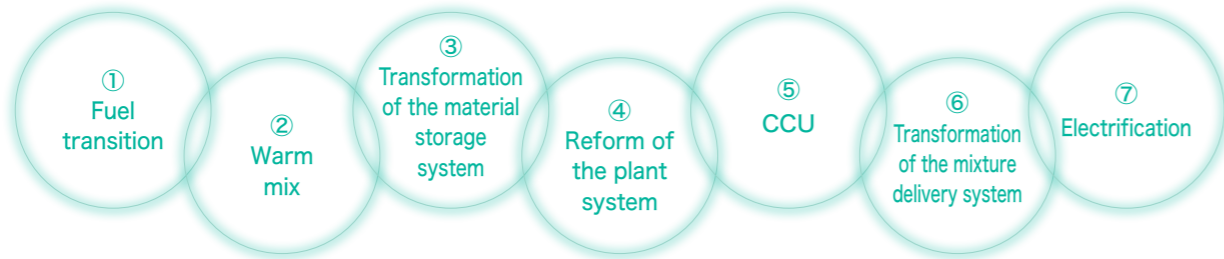 ①
Fuel
transition
②
Warm
mix
③
Transformation
of the material
storage
system
④
Reform of
the plant
system
⑤
CCU
⑥
Transformation
of the mixture
delivery system
⑦
Electrification